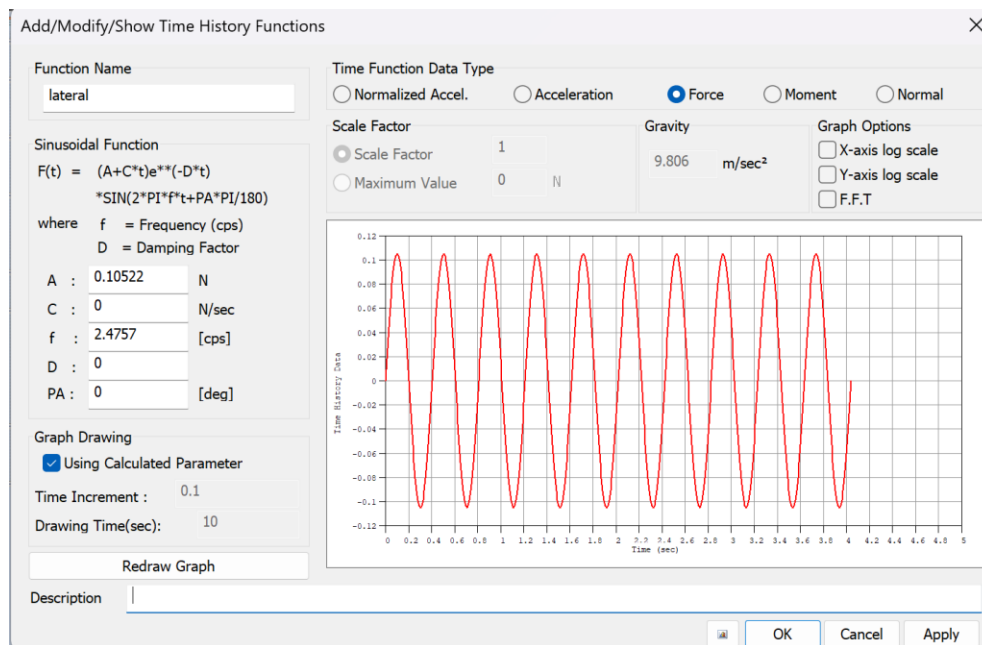 Add/Modify/Show Time History Functions
Function Name
lateral
Sinusoidal Function
F(t) = (A+C*t)e**(-D*t)
*SIN(2*PI*f*t+PA*PI/180)
where f = Frequency (cps)
D = Damping Factor
A : 0.10522 N
C : 0 N/sec
f : 2.4757 [cps]
D : 0
PA : 0 [deg]
Graph Drawing
Using Calculated Parameter
Time Increment : 0.1
Drawing Time(sec): 10
Redraw Graph
Time Function Data Type
Normalized Accel. Acceleration Force Moment Normal
Scale Factor
Scale Factor 1
Maximum Value 0 N
Gravity
9.806 m/sec²
Graph Options
X-axis log scale
Y-axis log scale
F.F.T
0.12
0.1
0.08
0.06
0.04
0.02
0
-0.02
-0.04
-0.06
-0.08
-0.1
-0.12
Time History Data
0 0.2 0.4 0.6 0.8 1 1.2 1.4 1.6 1.8 2 2.2 2.4 2.6 2.8 3 3.2 3.4 3.6 3.8 4 4.2 4.4 4.6 4.8 5
Time (sec)
Description
OK Cancel Apply